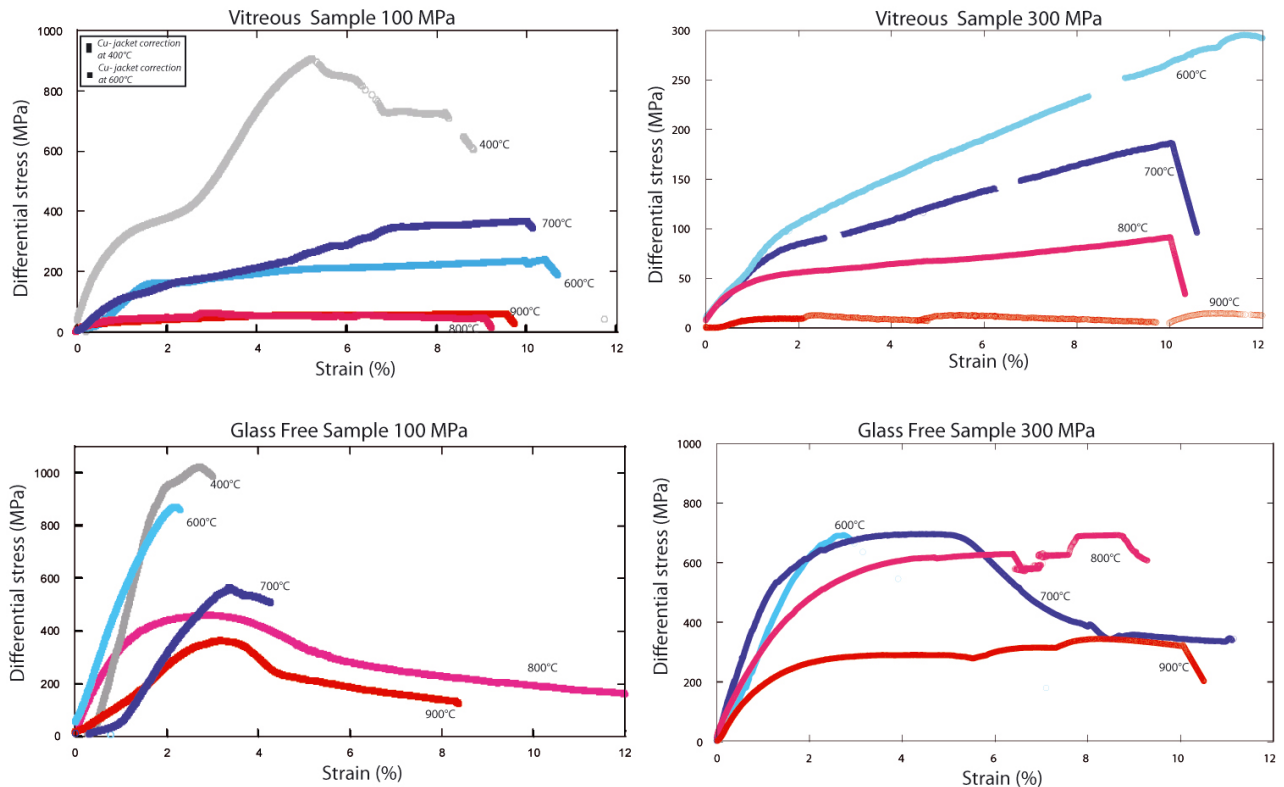 Vitreous Sample 100 MPa
1000
800
600
400
200
0
Differential stress (MPa)
Cu- jacket correction
at 400°C
Cu- jacket correction
at 600°C
400°C
700°C
600°C
900°C
800°C
0 2 4 6 8 10 12
Strain (%)
Vitreous Sample 300 MPa
300
250
200
150
100
50
0
Differential stress (MPa)
600°C
700°C
800°C
900°C
0 2 4 6 8 10 12
Strain (%)
Glass Free Sample 100 MPa
1000
800
600
400
200
0
Differential stress (MPa)
400°C
600°C
700°C
800°C
900°C
0 2 4 6 8 10 12
Strain (%)
Glass Free Sample 300 MPa
1000
800
600
400
200
0
Differential stress (MPa)
600°C
800°C
700°C
900°C
0 2 4 6 8 10 12
Strain (%)